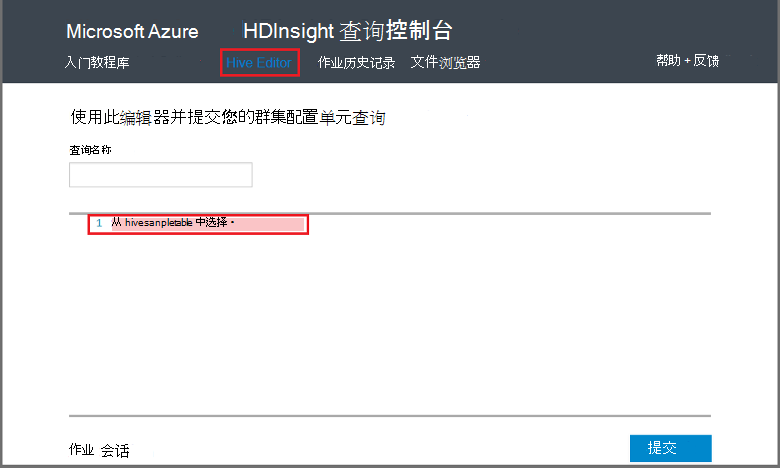 Microsoft Azure HDInsight 查询控制台
入门教程库 Hive Editor 作业历史记录 文件浏览器 帮助 + 反馈
使用此编辑器并提交您的群集配置单元查询
查询名称
1 从 hivesanpletable 中选择 •
作业 会话 提交